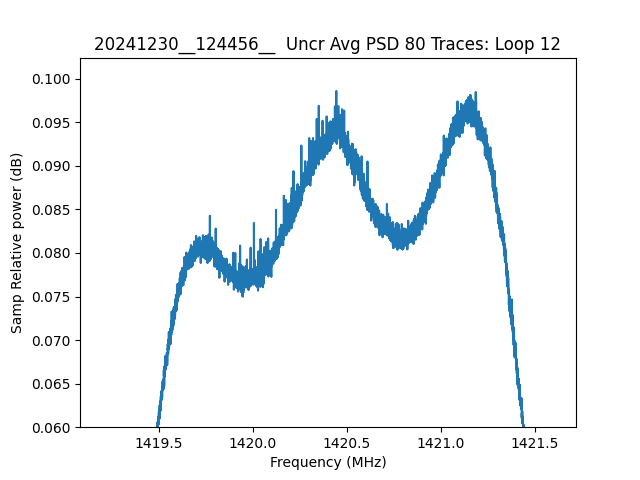 20241230__124456__  Uncr Avg PSD 80 Traces: Loop 12
0.100
0.095
0.090
0.085
0.080
0.075
0.070
0.065
0.060
Samp Relative power (dB)
1419.5 1420.0 1420.5 1421.0 1421.5
Frequency (MHz)